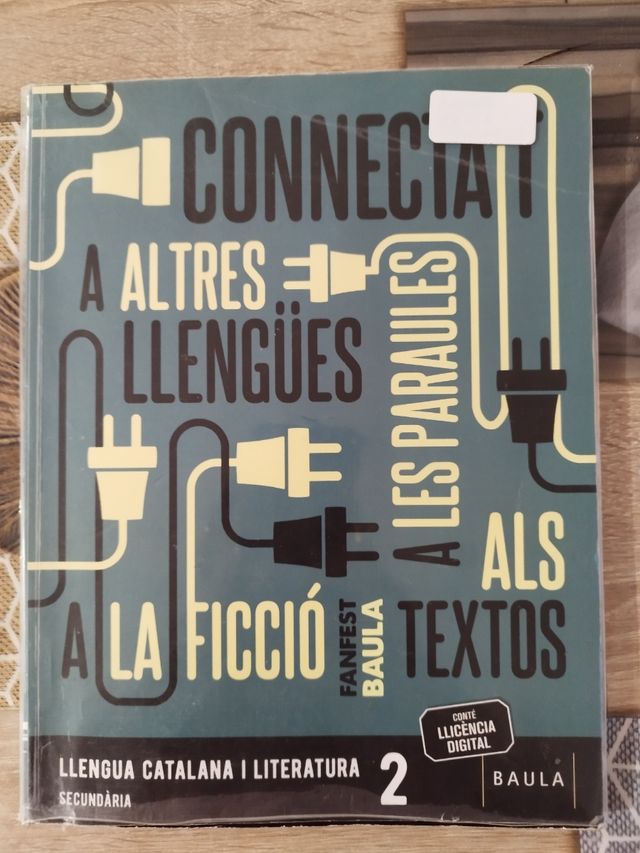 CONNECTA'T
A ALTRES
LLENGÜES
A LES PARAULES
ALS
TEXTOS
A LA FICCIÓ
FANFEST
BAULA
CONTÉ
LLICÈNCIA
DIGITAL
LLENGUA CATALANA I LITERATURA 2
SECUNDÀRIA
BAULA